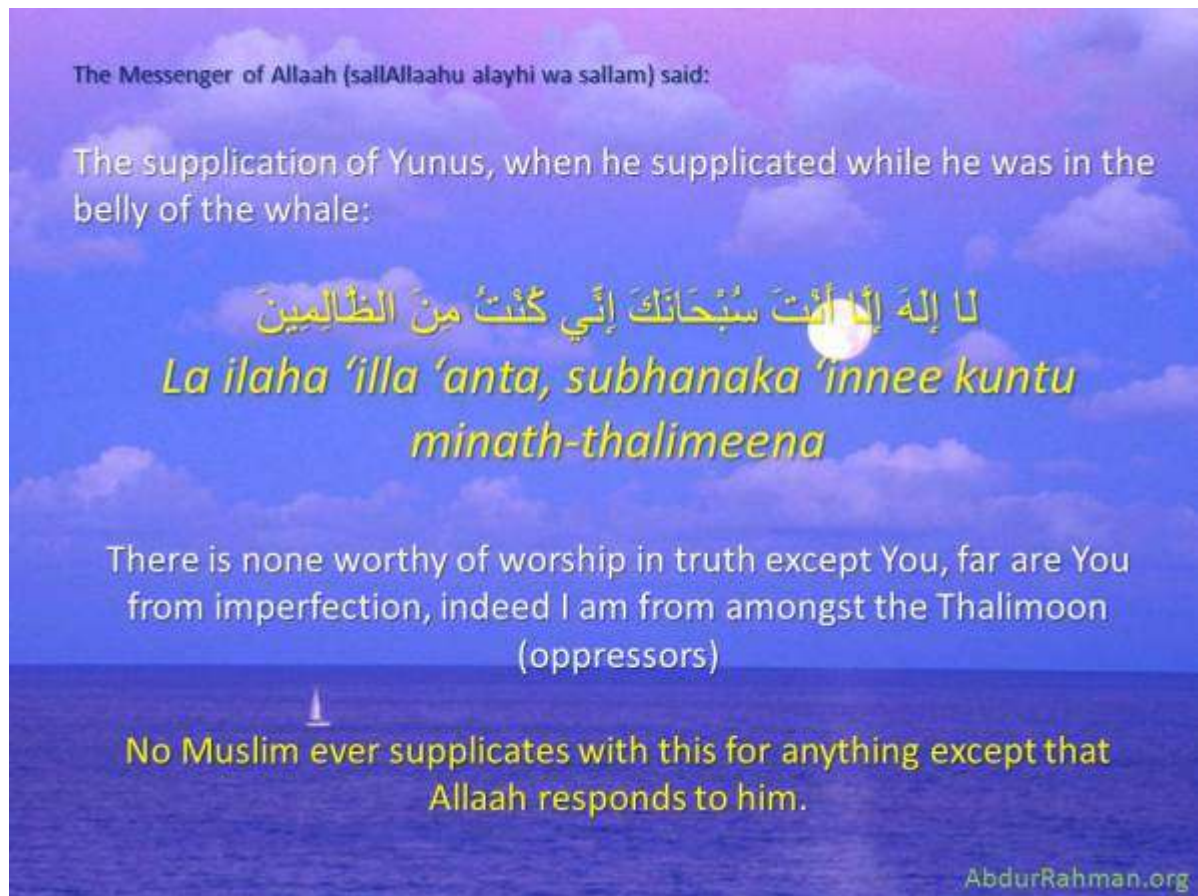 The Messenger of Allaah (sallAllaahu alayhi wa sallam) said:
The supplication of Yunus, when he supplicated while he was in the
belly of the whale:
لَا إِلَهَ إِلَّا أَنْتَ سُبْحَانَكَ إِنِّي كُنْتُ مِنَ الظَّالِمِينَ
La ilaha ‘illa ‘anta, subhanaka ‘innee kuntu
minath-thalimeena
There is none worthy of worship in truth except You, far are You
from imperfection, indeed I am from amongst the Thalimoon
(oppressors)
No Muslim ever supplicates with this for anything except that
Allaah responds to him.
AbdurRahman.org